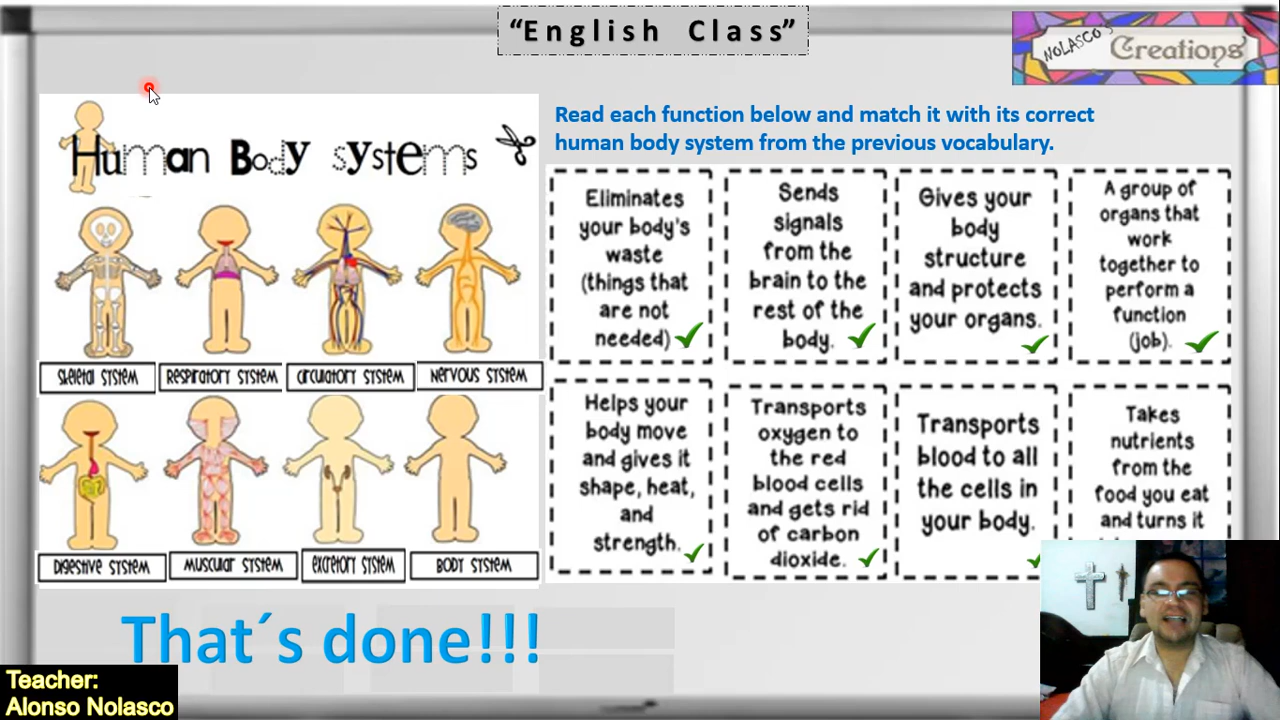 “English Class”
NOLASCO's
Creations
Human Body systems
SKeletal SYSTEM
RESPIRATORY SYSTEM
CIRCULATORY SYSTEM
NERVOUS SYSTEM
DIGESTIVE SYSTEM
MUSCULAR SYSTEM
EXCRETORY SYSTEM
BODY SYSTEM
Read each function below and match it with its correct
human body system from the previous vocabulary.
Eliminates
your body's
waste
(things that
are not
needed)
Sends
signals
from the
brain to the
rest of the
body.
Gives your
body
structure
and protects
your organs.
A group of
organs that
work
together to
perform a
function
(job).
Helps your
body move
and gives it
shape, heat,
and
strength.
Transports
oxygen to
the red
blood cells
and gets rid
of carbon
dioxide.
Transports
blood to all
the cells in
your body.
Takes
nutrients
from the
food you eat
and turns it
That´s done!!!
Teacher:
Alonso Nolasco